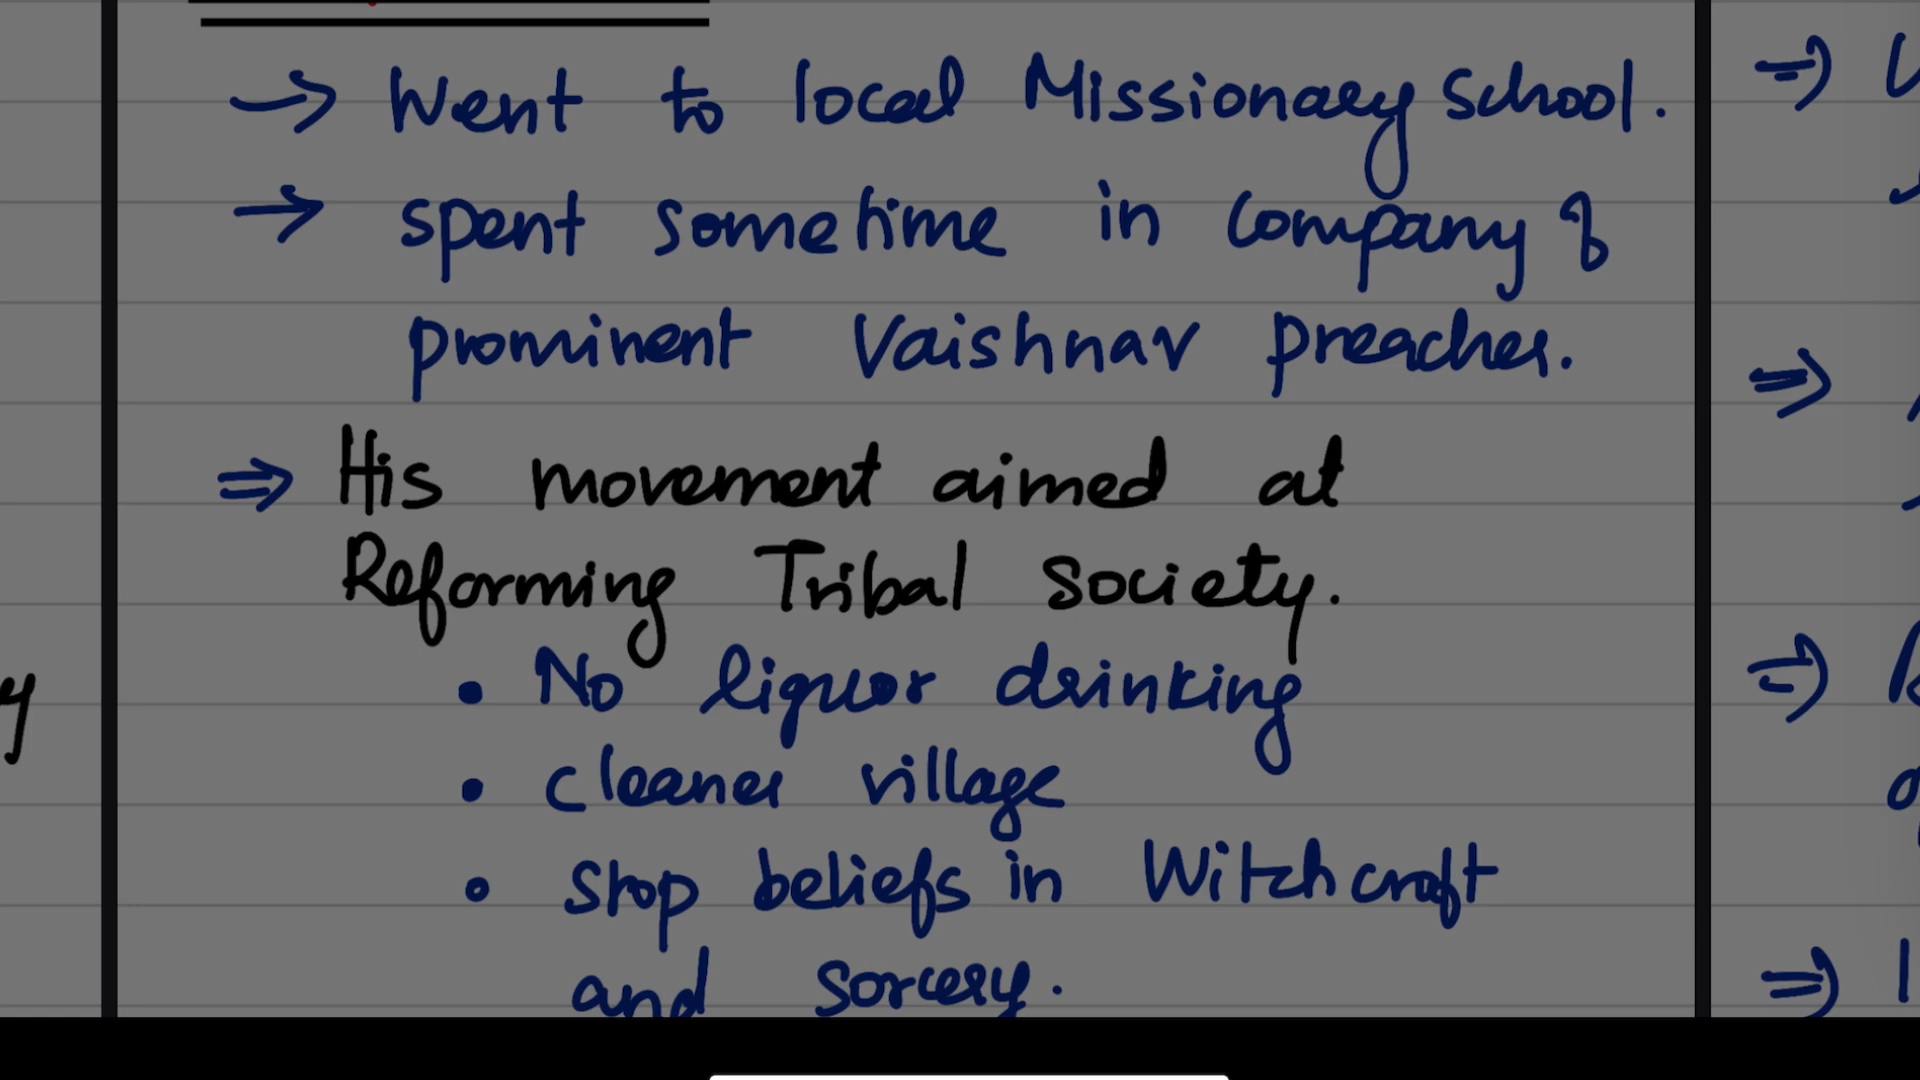 → Went to local Missionary School.
→ spent sometime in company of
prominent Vaishnav preacher.
⇒ His movement aimed at
Reforming Tribal Society.
• No liquor drinking
• cleaner village
• stop beliefs in Witchcraft
and sorcery.